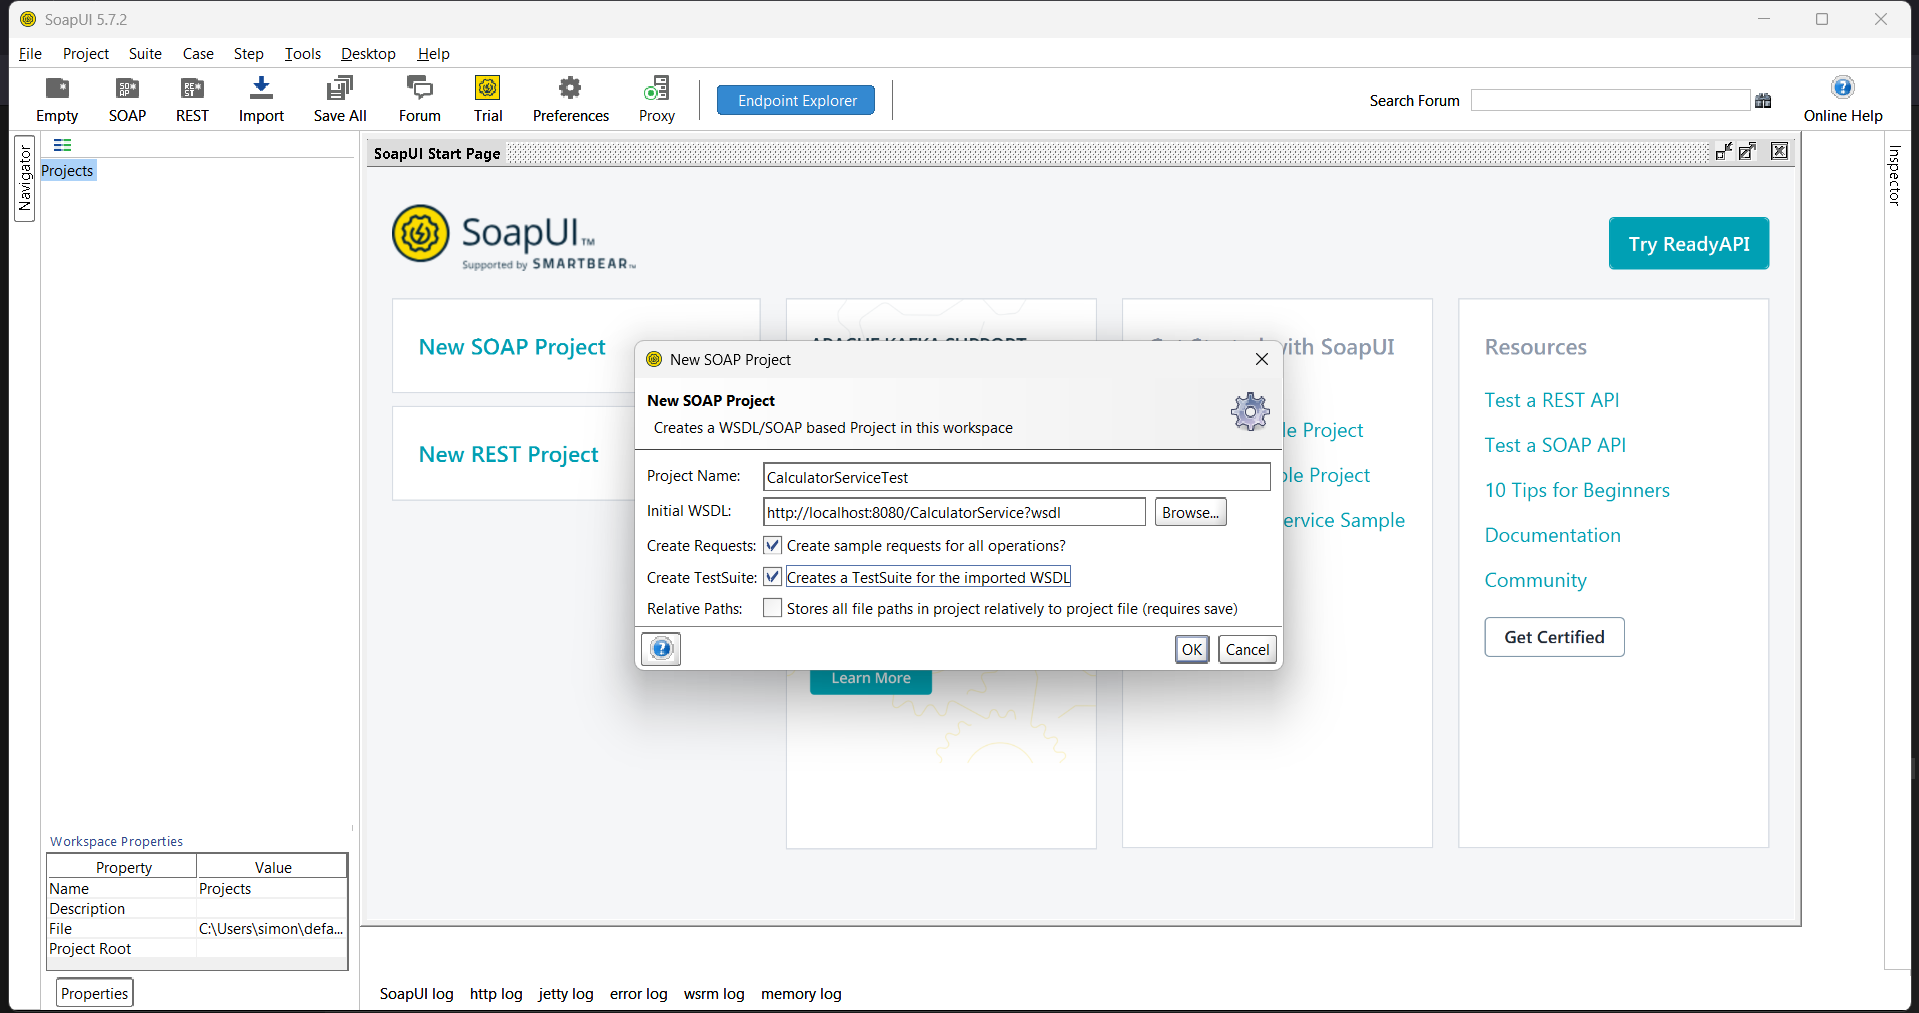 SoapUI 5.7.2
File Project Suite Case Step Tools Desktop Help
Empty SOAP REST Import Save All Forum Trial Preferences Proxy Endpoint Explorer Search Forum Online Help
Navigator
Projects
SoapUI Start Page
Inspector
SoapUI™
Supported by SMARTBEAR™
Try ReadyAPI
New SOAP Project
New REST Project
APACHE KAFKA SUPPORT
with SoapUI
le Project
ple Project
ervice Sample
Learn More
Resources
Test a REST API
Test a SOAP API
10 Tips for Beginners
Documentation
Community
Get Certified
New SOAP Project
New SOAP Project
Creates a WSDL/SOAP based Project in this workspace
Project Name: CalculatorServiceTest
Initial WSDL: http://localhost:8080/CalculatorService?wsdl Browse...
Create Requests: Create sample requests for all operations?
Create TestSuite: Creates a TestSuite for the imported WSDL
Relative Paths: Stores all file paths in project relatively to project file (requires save)
OK Cancel
Workspace Properties
Property Value
Name Projects
Description
File C:\Users\simon\defa...
Project Root
Properties
SoapUI log http log jetty log error log wsrm log memory log